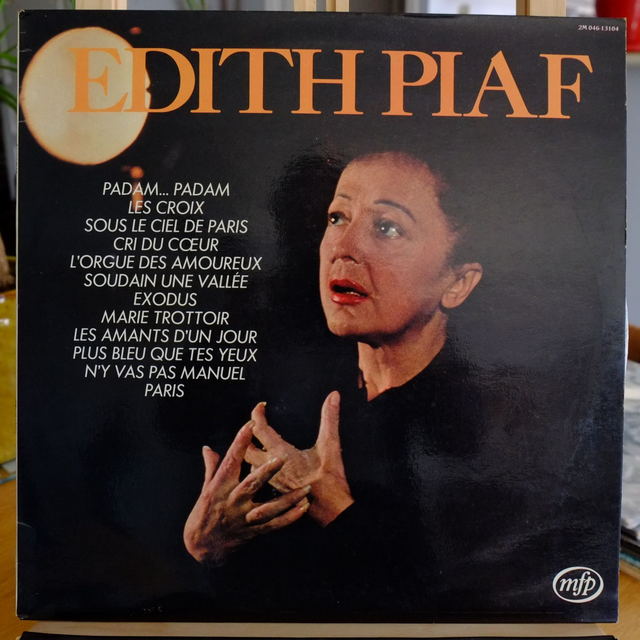 2M 046-13104
EDITH PIAF
PADAM... PADAM
LES CROIX
SOUS LE CIEL DE PARIS
CRI DU CŒUR
L'ORGUE DES AMOUREUX
SOUDAIN UNE VALLÉE
EXODUS
MARIE TROTTOIR
LES AMANTS D'UN JOUR
PLUS BLEU QUE TES YEUX
N'Y VAS PAS MANUEL
PARIS
mfp